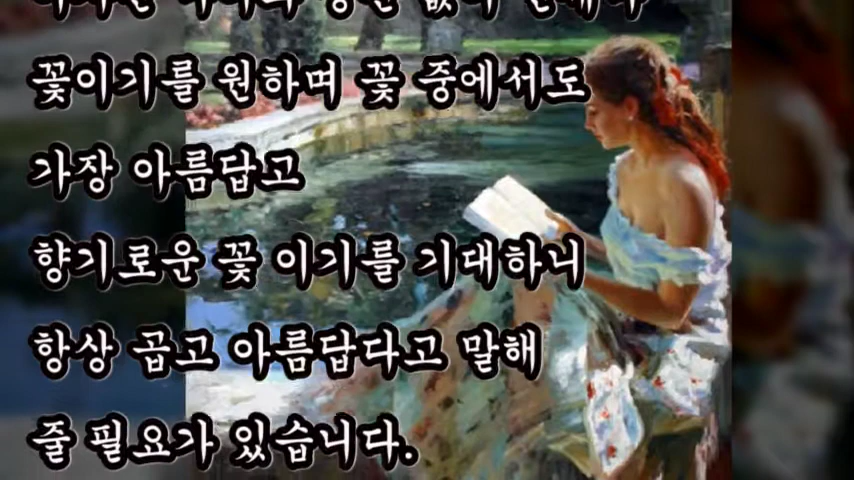 꽃이기를 원하며 꽃 중에서도
가장 아름답고
향기로운 꽃 이기를 기대하니
항상 곱고 아름답다고 말해
줄 필요가 있습니다.